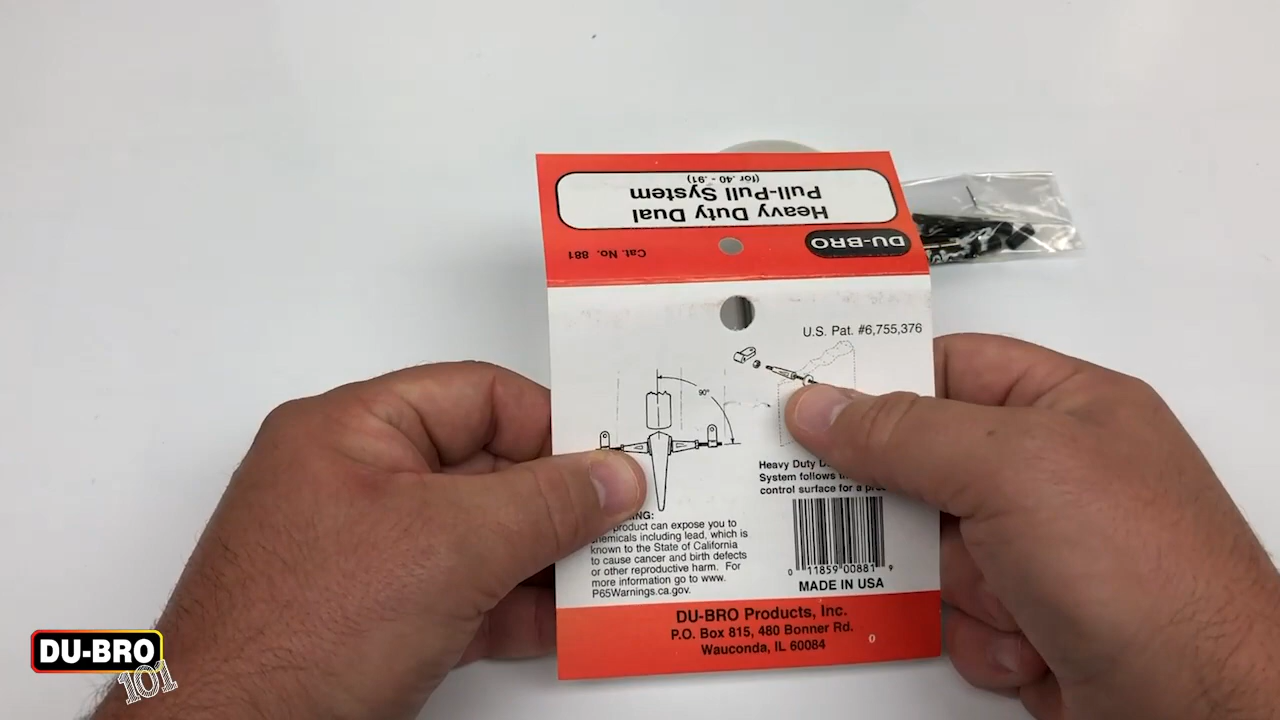 Heavy Duty Dual
Pull-Pull System
(for .40 - .91)
DU-BRO
Cat. No. 881
U.S. Pat. #6,755,376
90°
Heavy Duty
System follows
control surface for a
product can expose you to
chemicals including lead, which is
known to the State of California
to cause cancer and birth defects
or other reproductive harm. For
more information go to www.
P65Warnings.ca.gov.
0 11859 00881 9
MADE IN USA
DU-BRO Products, Inc.
P.O. Box 815, 480 Bonner Rd.
Wauconda, IL 60084
0
DU-BRO
101